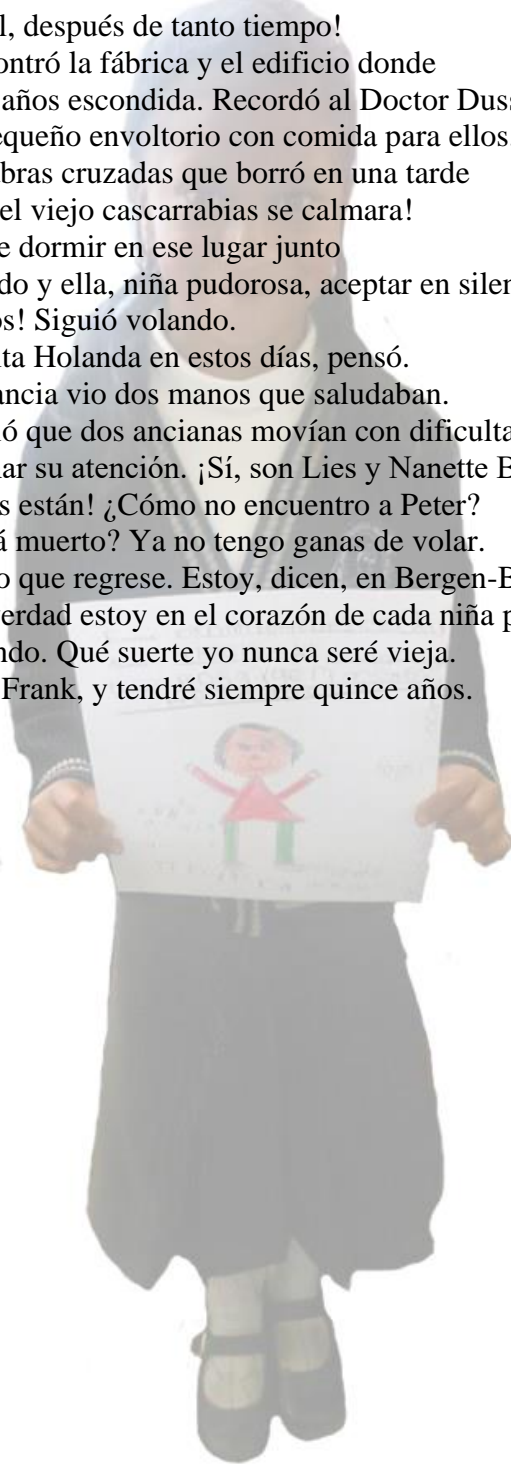 l, después de tanto tiempo!
ontró la fábrica y el edificio donde
años escondida. Recordó al Doctor Duss
equeño envoltorio con comida para ellos
bras cruzadas que borró en una tarde
el viejo cascarrabias se calmara!
e dormir en ese lugar junto
do y ella, niña pudorosa, aceptar en silen
os! Siguió volando.
ta Holanda en estos días, pensó.
ancia vio dos manos que saludaban.
ió que dos ancianas movían con dificulta
ar su atención. ¡Sí, son Lies y Nanette B
s están! ¿Cómo no encuentro a Peter?
á muerto? Ya no tengo ganas de volar.
o que regrese. Estoy, dicen, en Bergen-B
verdad estoy en el corazón de cada niña p
ndo. Qué suerte yo nunca seré vieja.
Frank, y tendré siempre quince años.